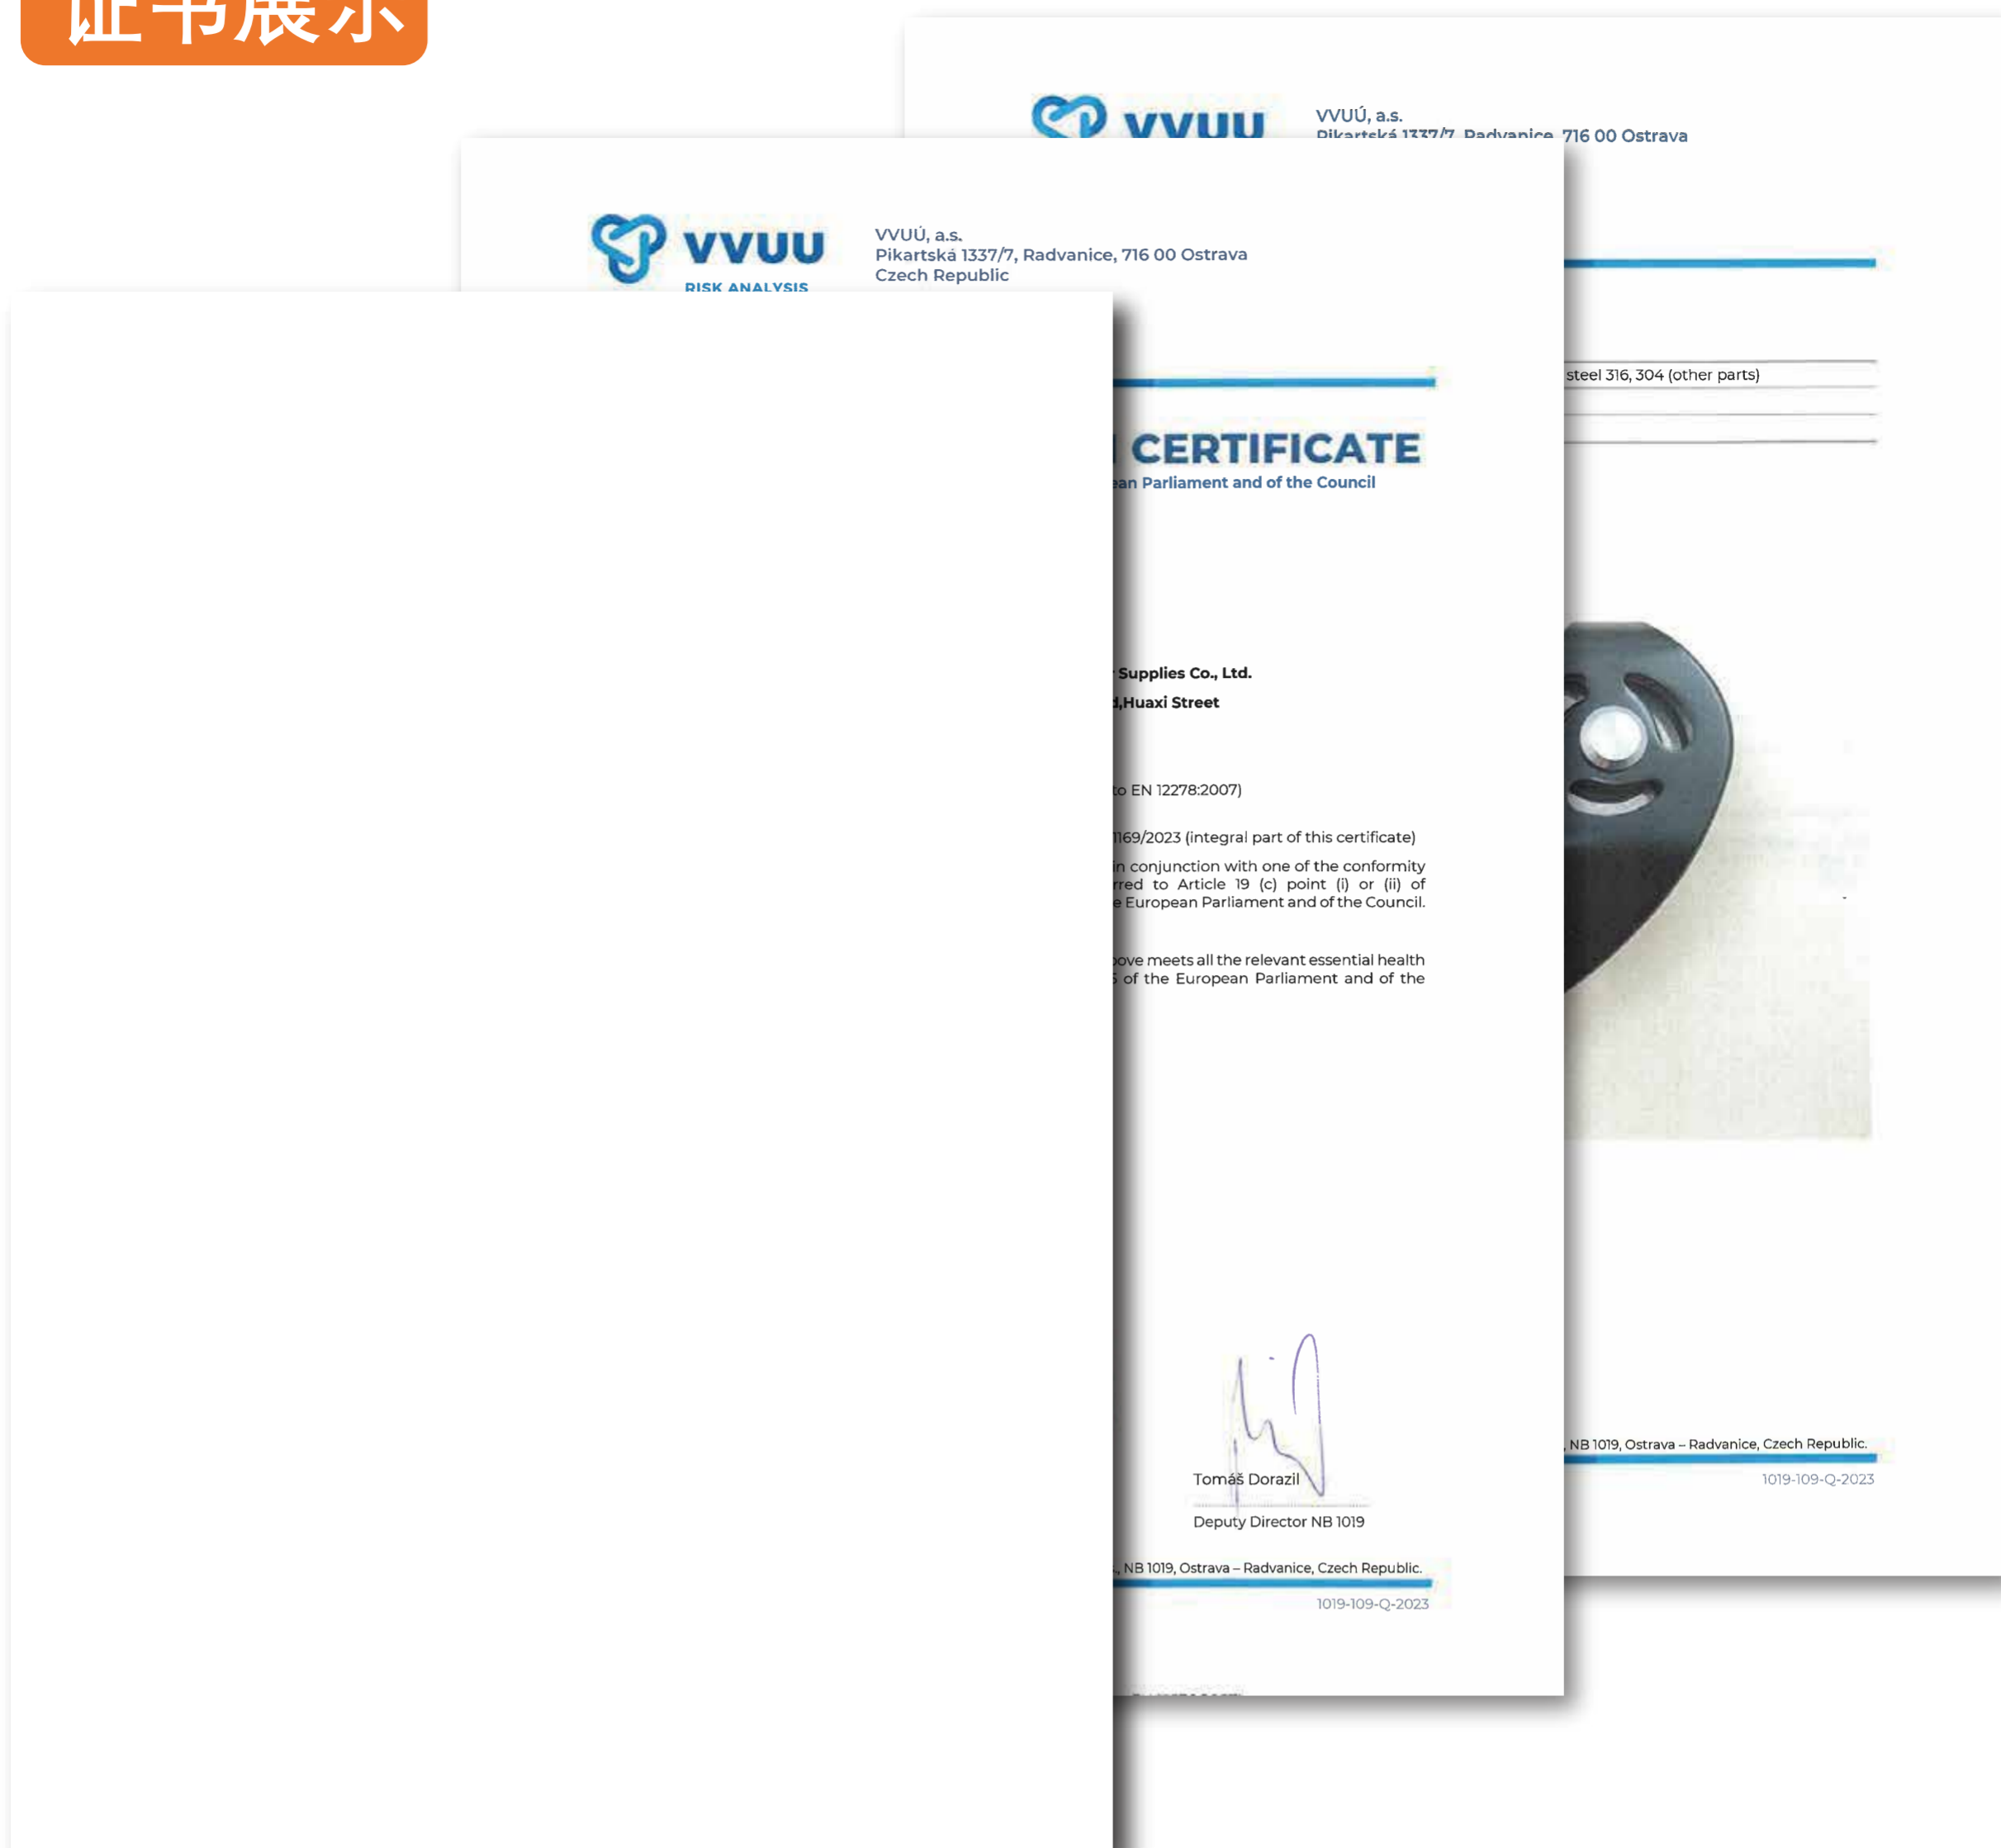 证书展示
VVUU
VVUÚ, a.s.
Pikartská 1337/7, Radvanice, 716 00 Ostrava
steel 316, 304 (other parts)
, NB 1019, Ostrava – Radvanice, Czech Republic.
1019-109-Q-2023
VVUU
RISK ANALYSIS
VVUÚ, a.s.
Pikartská 1337/7, Radvanice, 716 00 Ostrava
Czech Republic
CERTIFICATE
ean Parliament and of the Council
Supplies Co., Ltd.
,Huaxi Street
to EN 12278:2007)
1169/2023 (integral part of this certificate)
in conjunction with one of the conformity
rred to Article 19 (c) point (i) or (ii) of
e European Parliament and of the Council.
ove meets all the relevant essential health
of the European Parliament and of the
Tomáš Dorazil
Deputy Director NB 1019
., NB 1019, Ostrava – Radvanice, Czech Republic.
1019-109-Q-2023